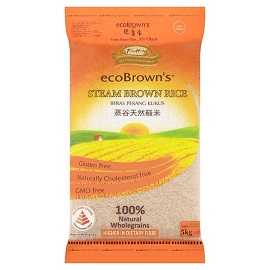 ecoBrown's
STEAM BROWN RICE
BERAS PERANG KUKUS
蒸谷天然糙米
Gluten Free
Naturally Cholesterol Free
GMO Free
100%
Natural
Wholegrains
HIGHER IN DIETARY FIBRE
5kg